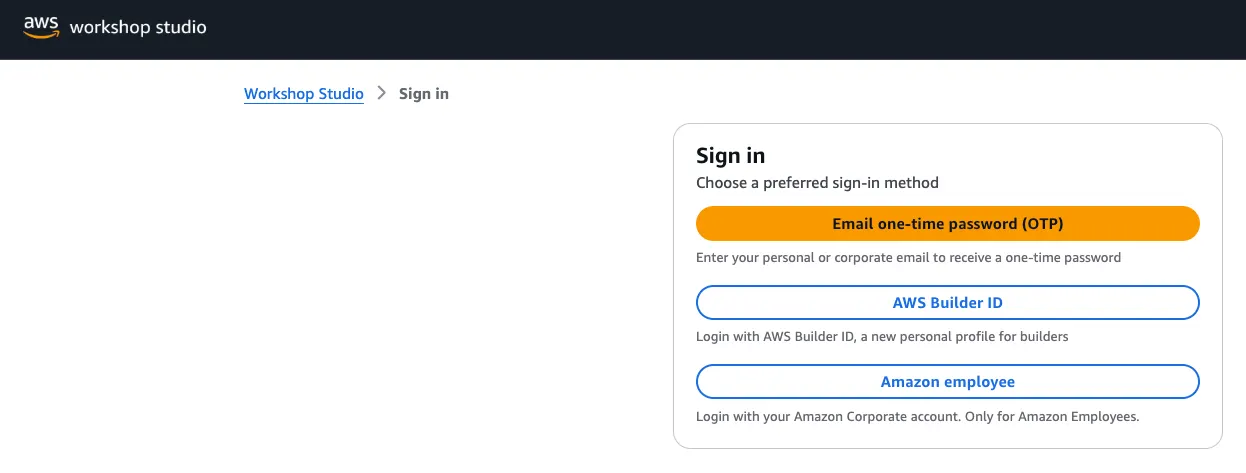 aws workshop studio
Workshop Studio > Sign in
Sign in
Choose a preferred sign-in method
Email one-time password (OTP)
Enter your personal or corporate email to receive a one-time password
AWS Builder ID
Login with AWS Builder ID, a new personal profile for builders
Amazon employee
Login with your Amazon Corporate account. Only for Amazon Employees.